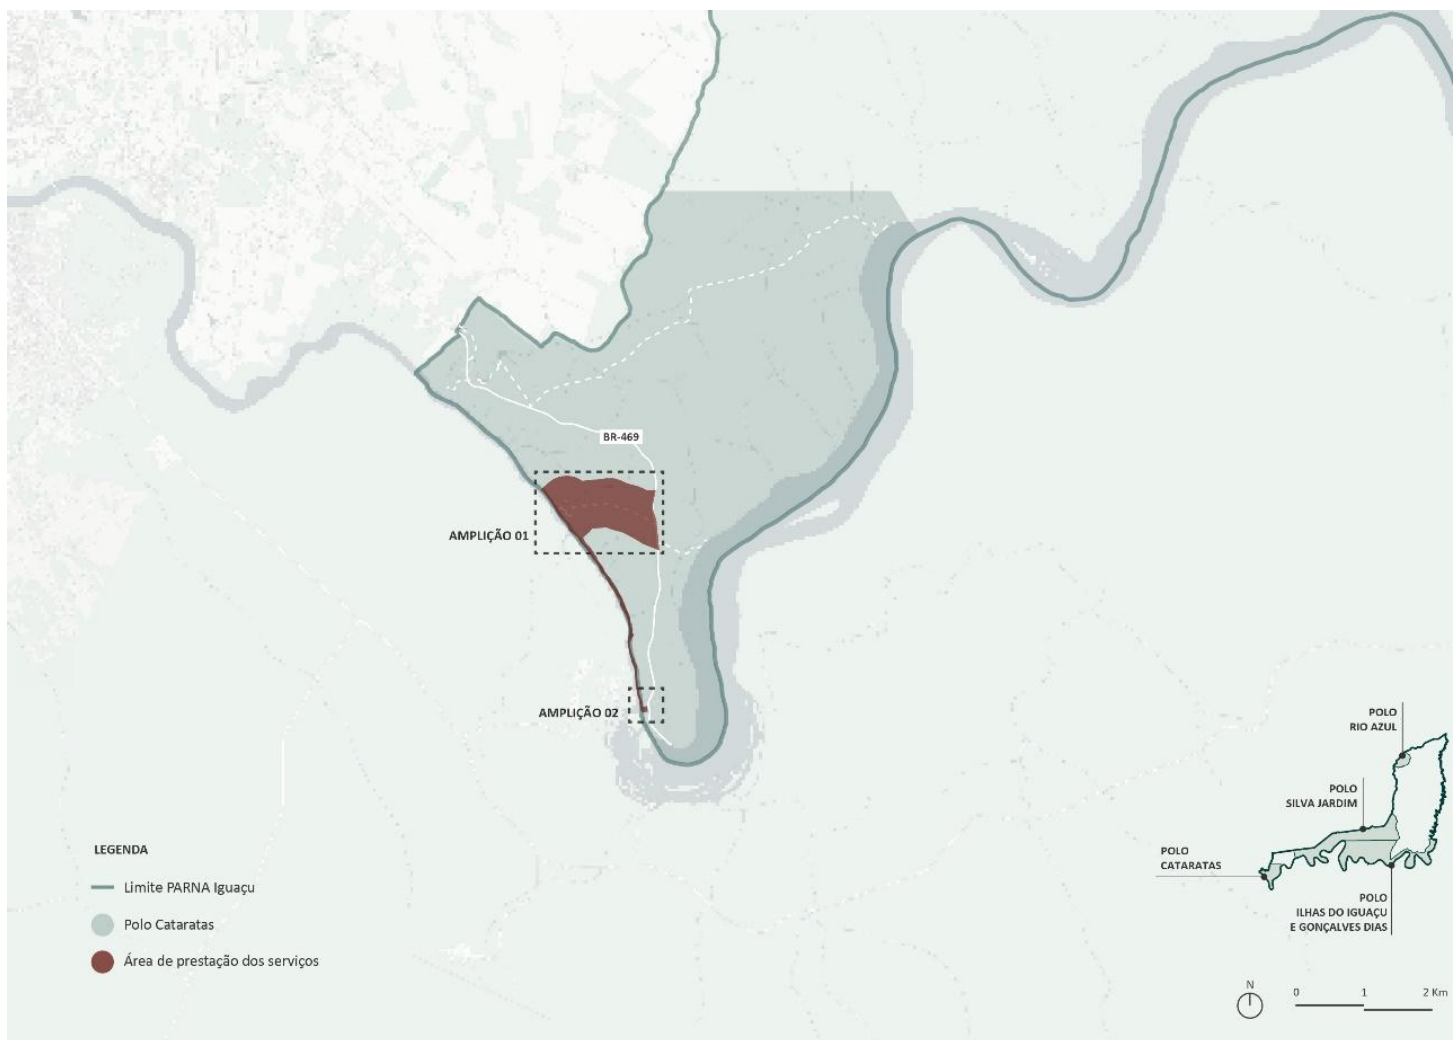 BR-469
AMPLIÇÃO 01
AMPLIÇÃO 02
POLO
RIO AZUL
POLO
SILVA JARDIM
POLO
CATARATAS
POLO
ILHAS DO IGUAÇU
E GONÇALVES DIAS
LEGENDA
Limite PARNA Iguaçu
Polo Cataratas
Área de prestação dos serviços
N
0 1 2 Km